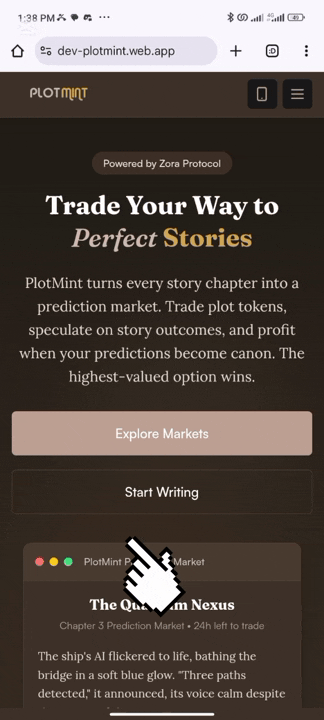 1:38 PM
dev-plotmint.web.app
PLOTMINT
Powered by Zora Protocol
Trade Your Way to
Perfect Stories
PlotMint turns every story chapter into a
prediction market. Trade plot tokens,
speculate on story outcomes, and profit
when your predictions become canon. The
highest-valued option wins.
Explore Markets
Start Writing
PlotMint Market
The Nexus
Chapter 3 Prediction Market • 24h left to trade
The ship's AI flickered to life, bathing the
bridge in a soft blue glow. "Three paths
detected," it announced, its voice calm despite